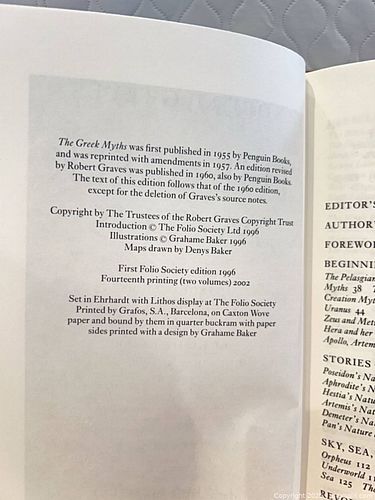 The Greek Myths was first published in 1955 by Penguin Books,
and was reprinted with amendments in 1957. An edition revised
by Robert Graves was published in 1960, also by Penguin Books.
The text of this edition follows that of the 1960 edition,
except for the deletion of Graves's source notes.
Copyright by The Trustees of the Robert Graves Copyright Trust
Introduction © The Folio Society Ltd 1996
Illustrations © Grahame Baker 1996
Maps drawn by Denys Baker
First Folio Society edition 1996
Fourteenth printing (two volumes) 2002
Set in Ehrhardt with Lithos display at The Folio Society
Printed by Grafos, S.A., Barcelona, on Caxton Wove
paper and bound by them in quarter buckram with paper
sides printed with a design by Grahame Baker
EDITOR'S
AUTHOR'
FOREWO
BEGINNI
The Pelasgian
Myths 38
Creation Myt
Uranus 44
Zeus and Met
Hera and her
Apollo, Artem
STORIES
Poseidon's Na
Aphrodite's N
Hestia's Natu
Artemis's Natu
Demeter's Na
Pan's Nature
SKY, SEA,
Orpheus 112
Underworld 1
Sea 125 The
Copyright